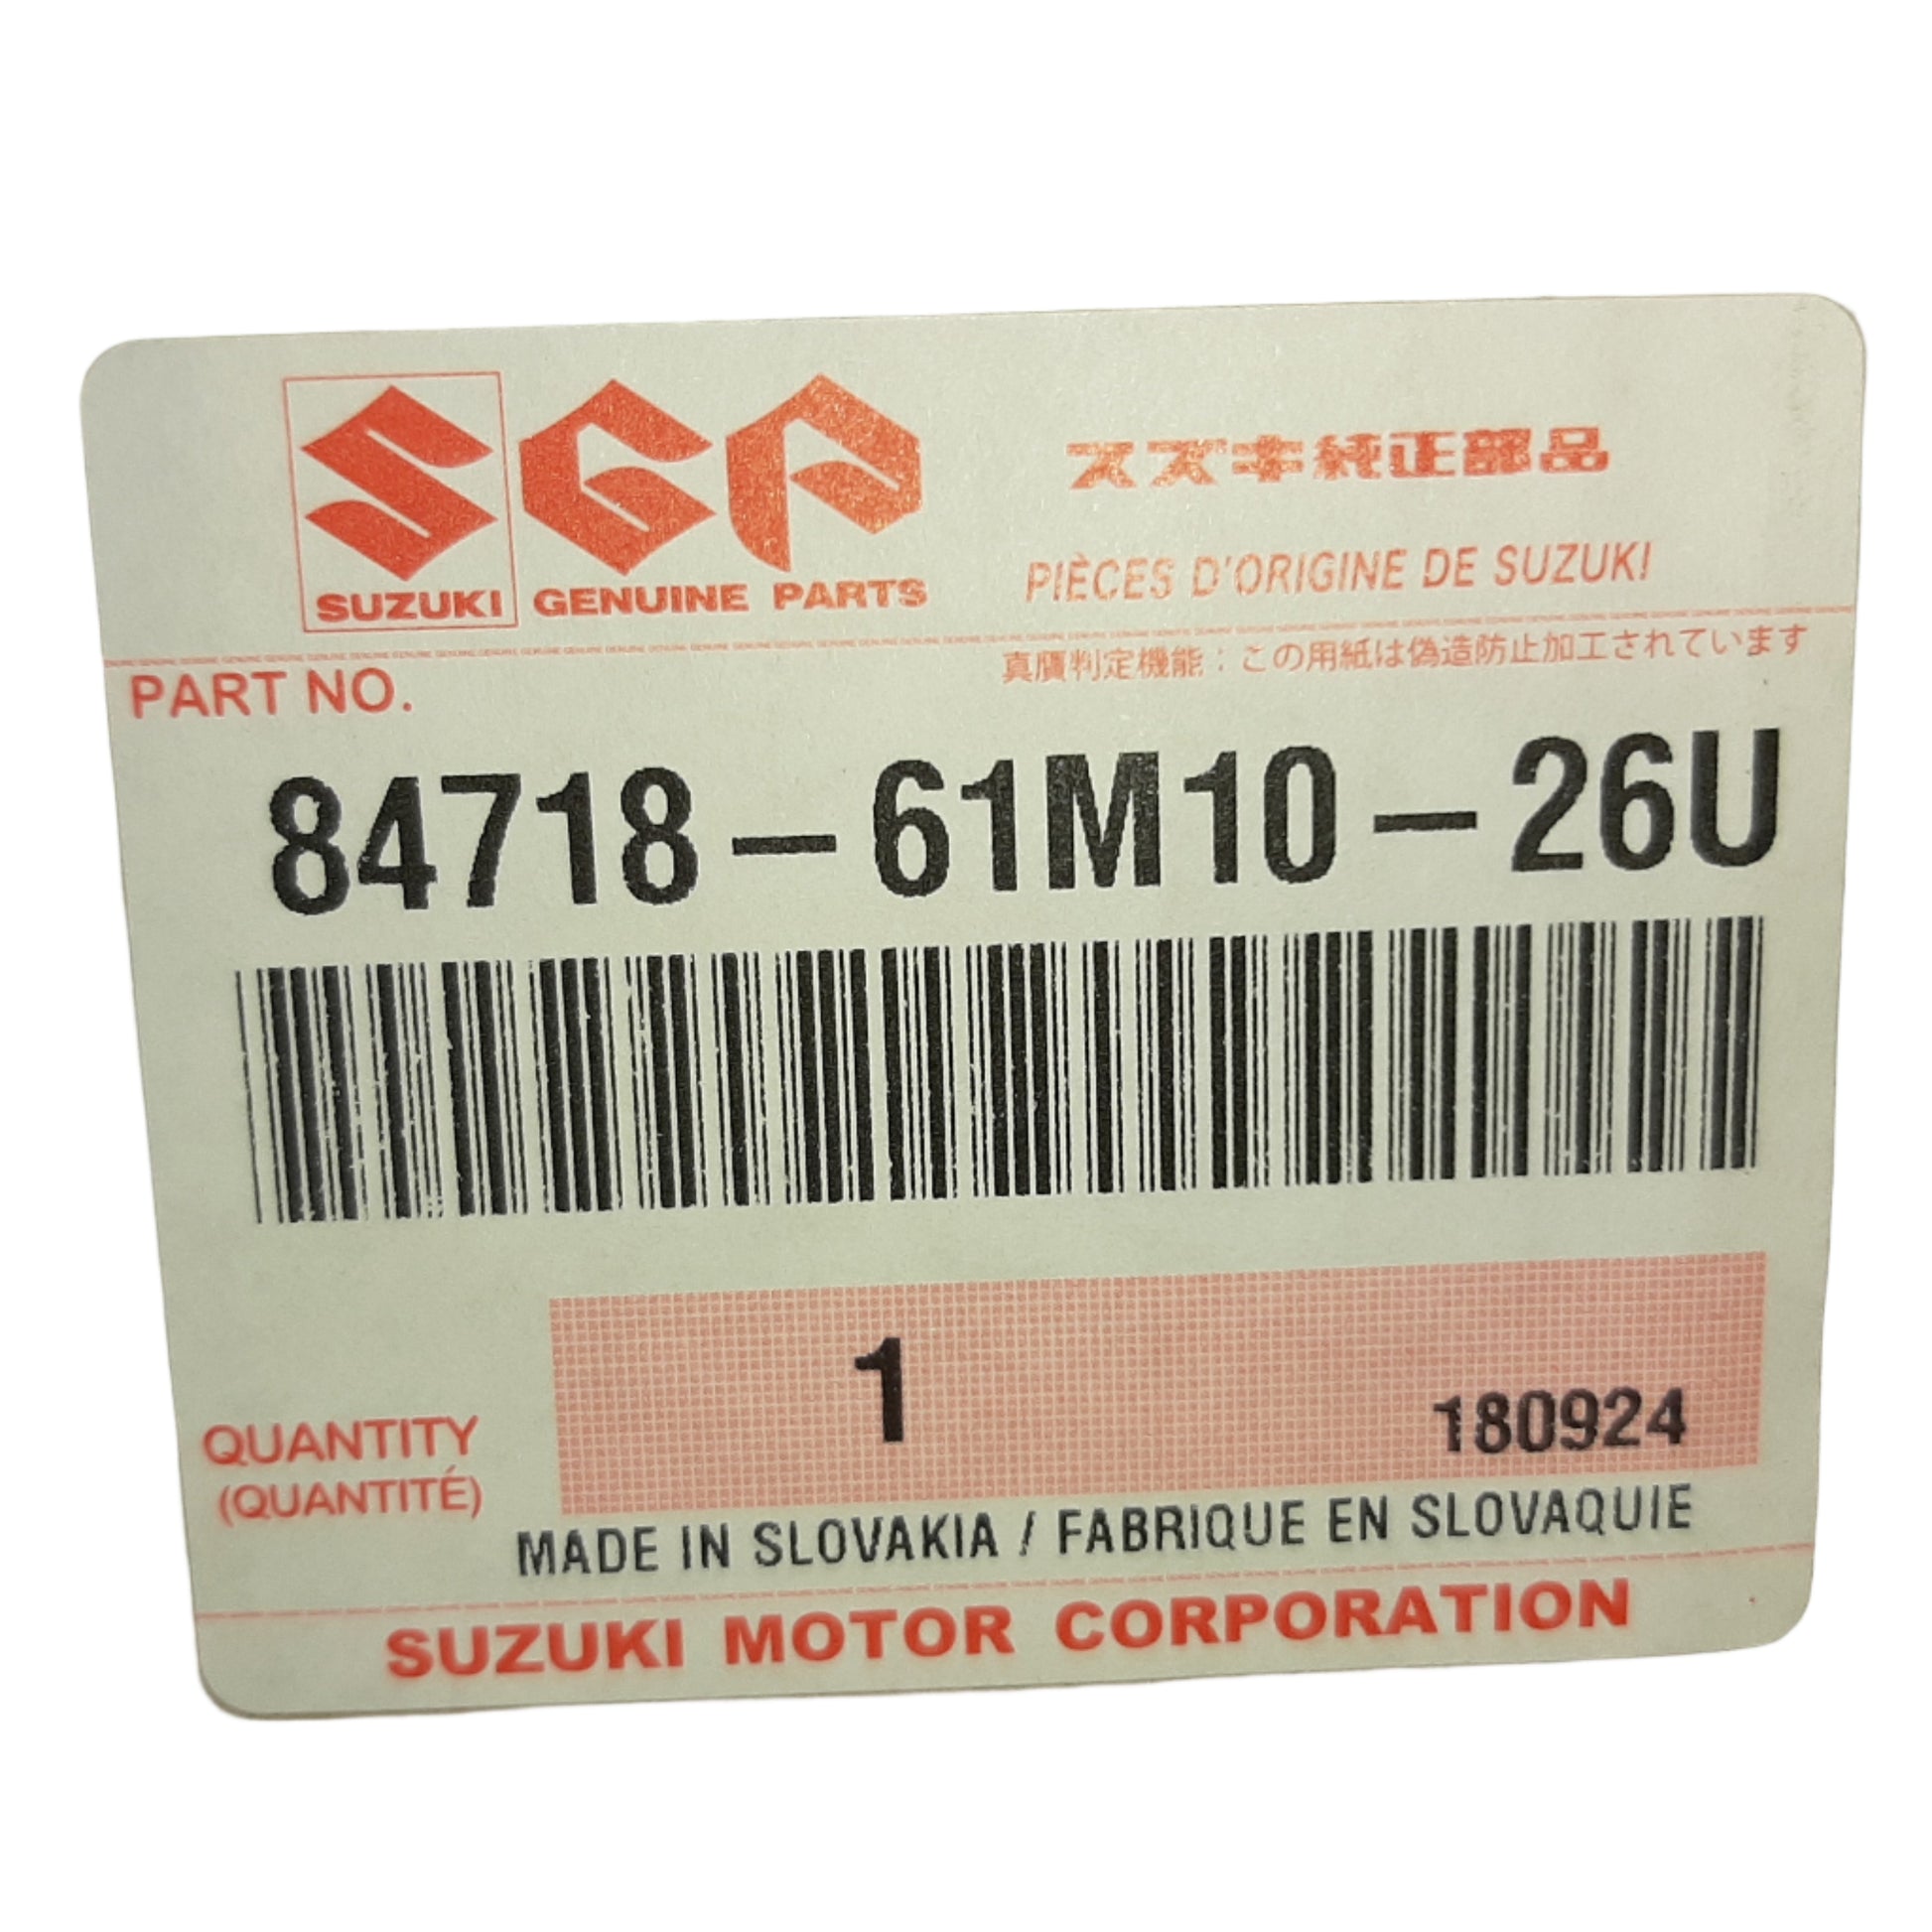 SGP スズキ純正部品
SUZUKI GENUINE PARTS PIÈCES D'ORIGINE DE SUZUKI
PART NO. 真贋判定機能：この用紙は偽造防止加工されています
84718-61M10-26U
1
180924
QUANTITY
(QUANTITÉ)
MADE IN SLOVAKIA / FABRIQUE EN SLOVAQUIE
SUZUKI MOTOR CORPORATION